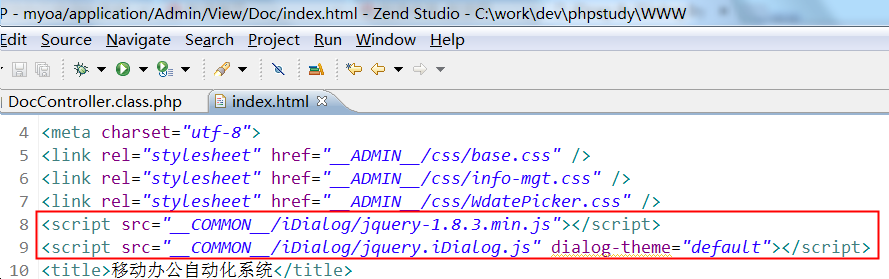 P - myoa/application/Admin/View/Doc/index.html - Zend Studio - C:\work\dev\phpstudy\WWW
Edit Source Navigate Search Project Run Window Help
DocController.class.php index.html
4 <meta charset="utf-8">
5 <link rel="stylesheet" href="__ADMIN__/css/base.css" />
6 <link rel="stylesheet" href="__ADMIN__/css/info-mgt.css" />
7 <link rel="stylesheet" href="__ADMIN__/css/WdatePicker.css" />
8 <script src="__COMMON__/iDialog/jquery-1.8.3.min.js"></script>
9 <script src="__COMMON__/iDialog/jquery.iDialog.js" dialog-theme="default"></script>
10 <title>移动办公自动化系统</title>